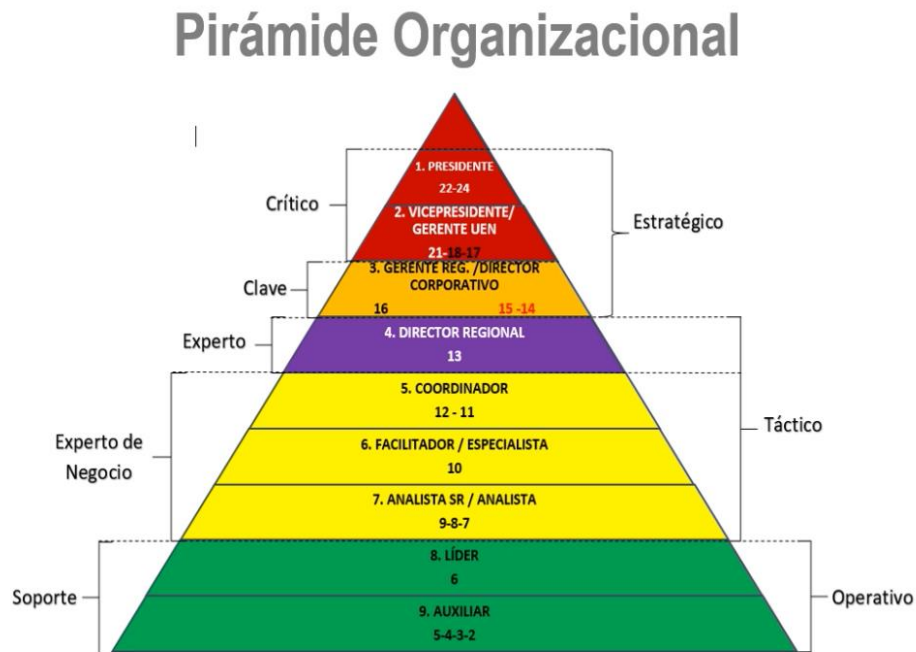 Pirámide Organizacional
1. PRESIDENTE
22-24
Crítico
2. VICEPRESIDENTE/
GERENTE UEN
21-18-17
Estratégico
3. GERENTE REG. /DIRECTOR
CORPORATIVO
Clave
16 15 -14
4. DIRECTOR REGIONAL
Experto
13
5. COORDINADOR
12 - 11
Táctico
Experto de
Negocio
6. FACILITADOR / ESPECIALISTA
10
7. ANALISTA SR / ANALISTA
9-8-7
8. LÍDER
6
Soporte
Operativo
9. AUXILIAR
5-4-3-2